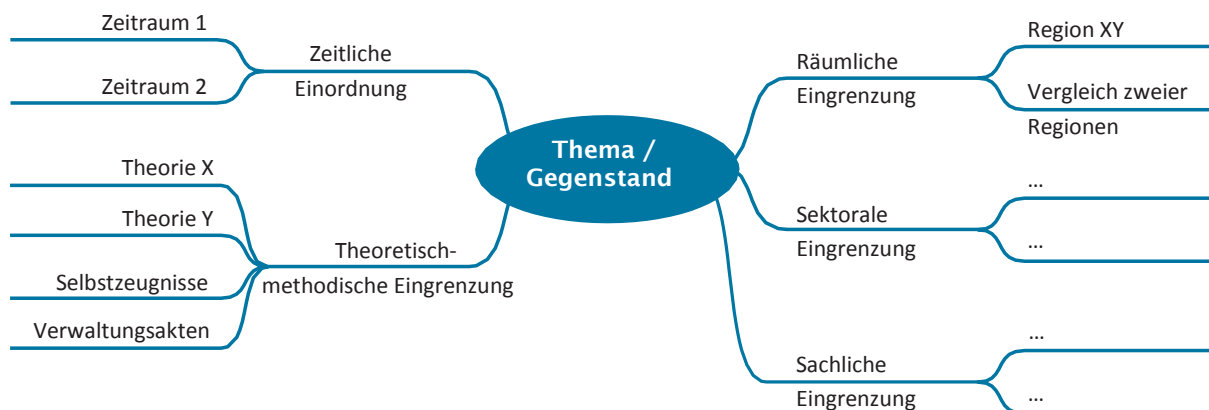 Thema /
Gegenstand
Zeitliche
Einordnung
Zeitraum 1
Zeitraum 2
Theoretisch-
methodische Eingrenzung
Theorie X
Theorie Y
Selbstzeugnisse
Verwaltungsakten
Räumliche
Eingrenzung
Region XY
Vergleich zweier
Regionen
Sektorale
Eingrenzung
...
...
Sachliche
Eingrenzung
...
...